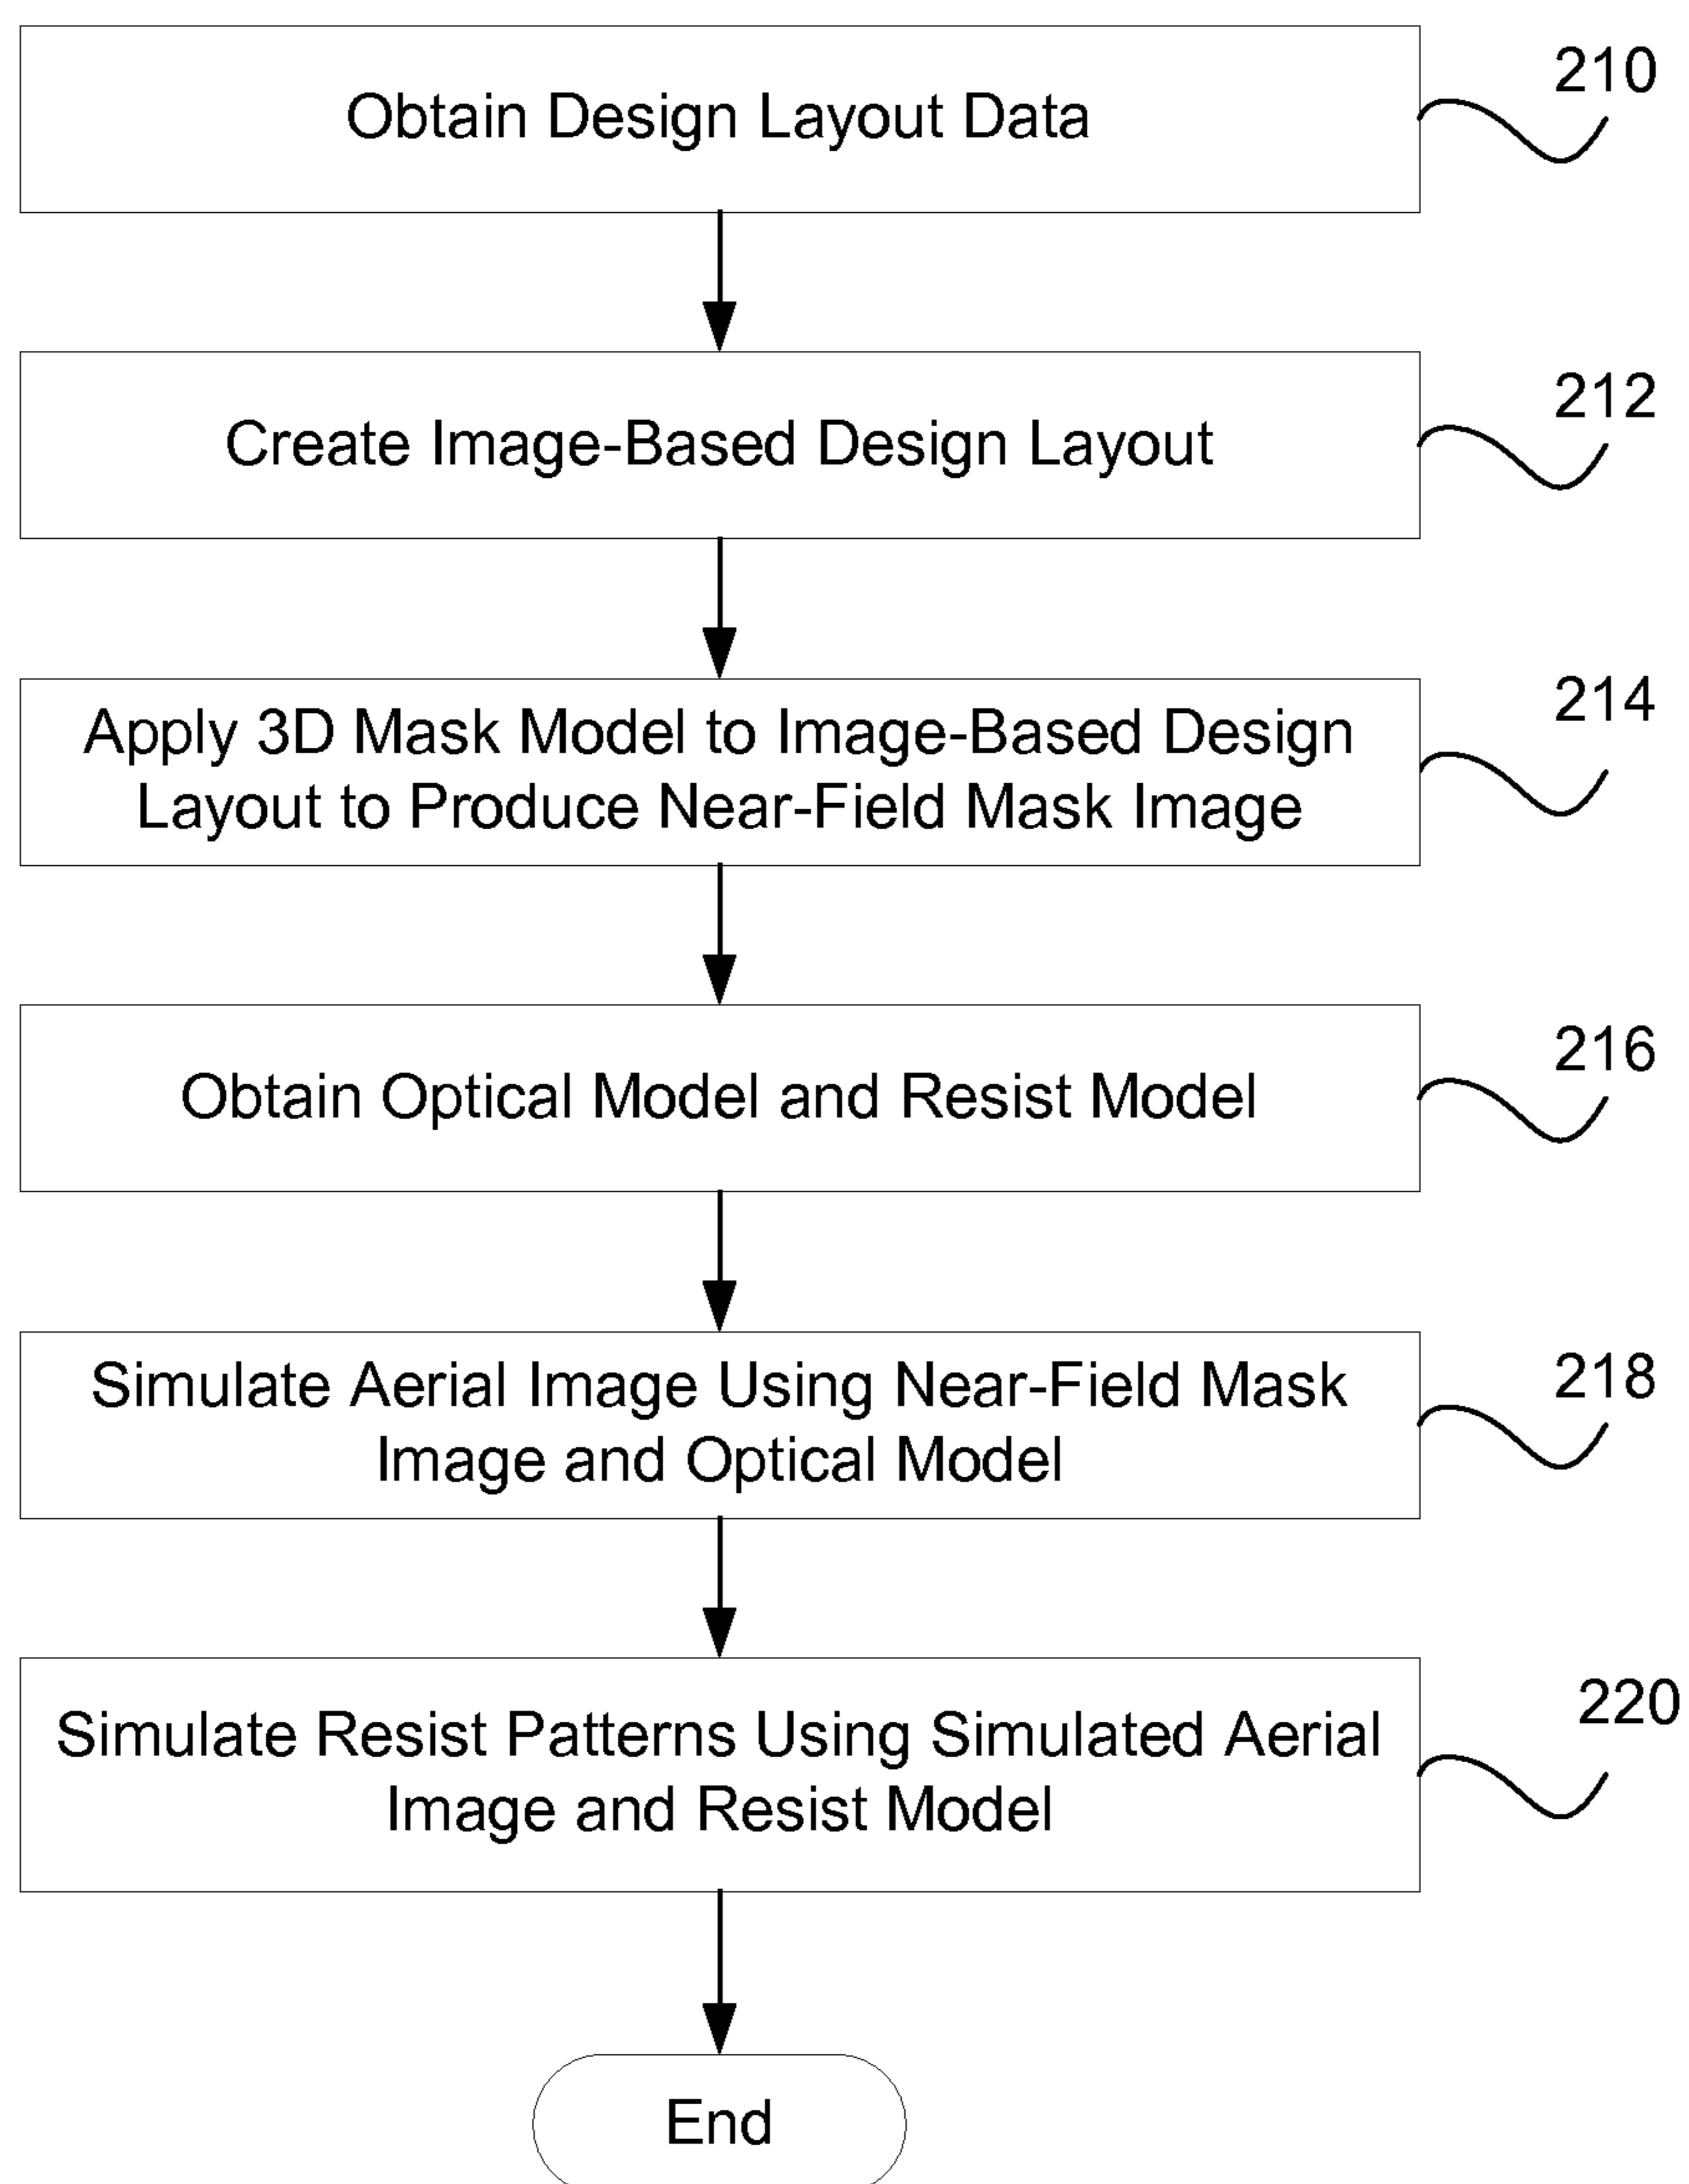 Obtain Design Layout Data
210
Create Image-Based Design Layout
212
Apply 3D Mask Model to Image-Based Design
Layout to Produce Near-Field Mask Image
214
Obtain Optical Model and Resist Model
216
Simulate Aerial Image Using Near-Field Mask
Image and Optical Model
218
Simulate Resist Patterns Using Simulated Aerial
Image and Resist Model
220
End